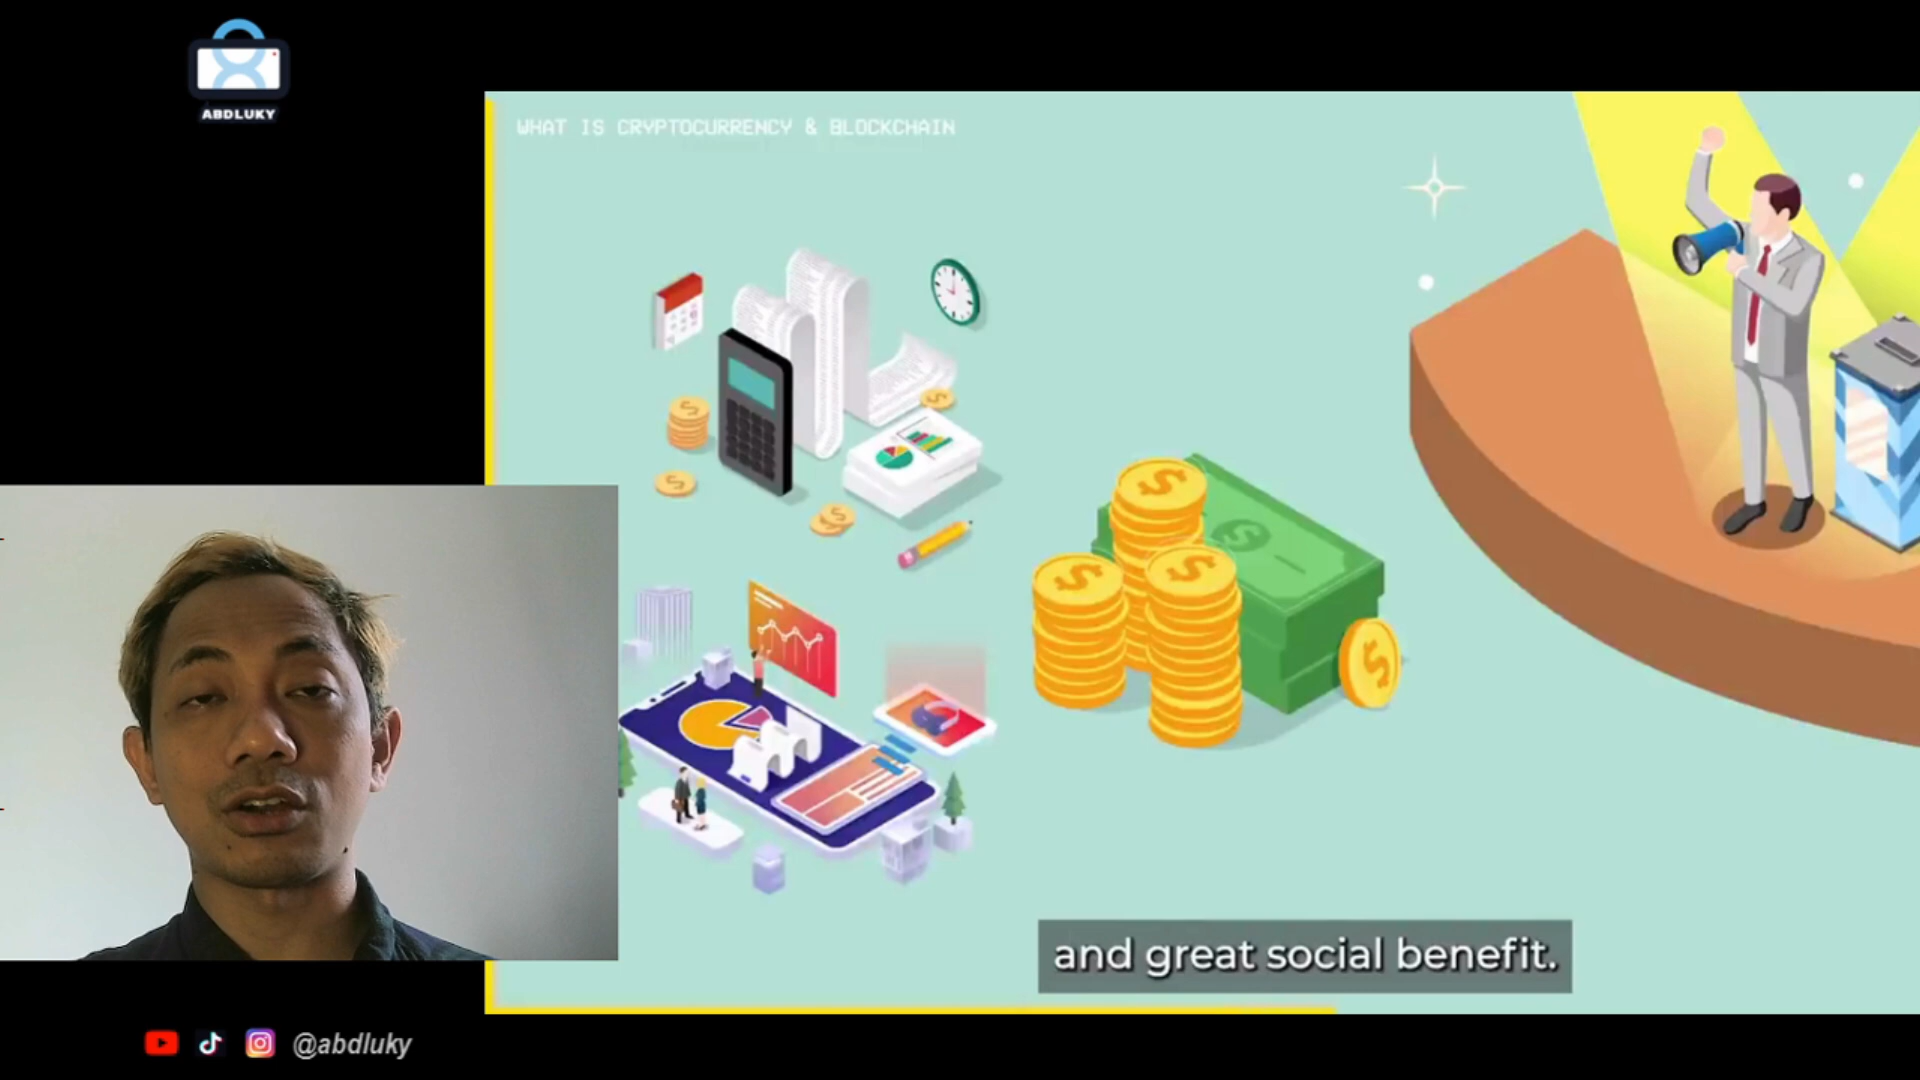 ABDLUKY
WHAT IS CRYPTOCURRENCY & BLOCKCHAIN
and great social benefit.
@abdluky